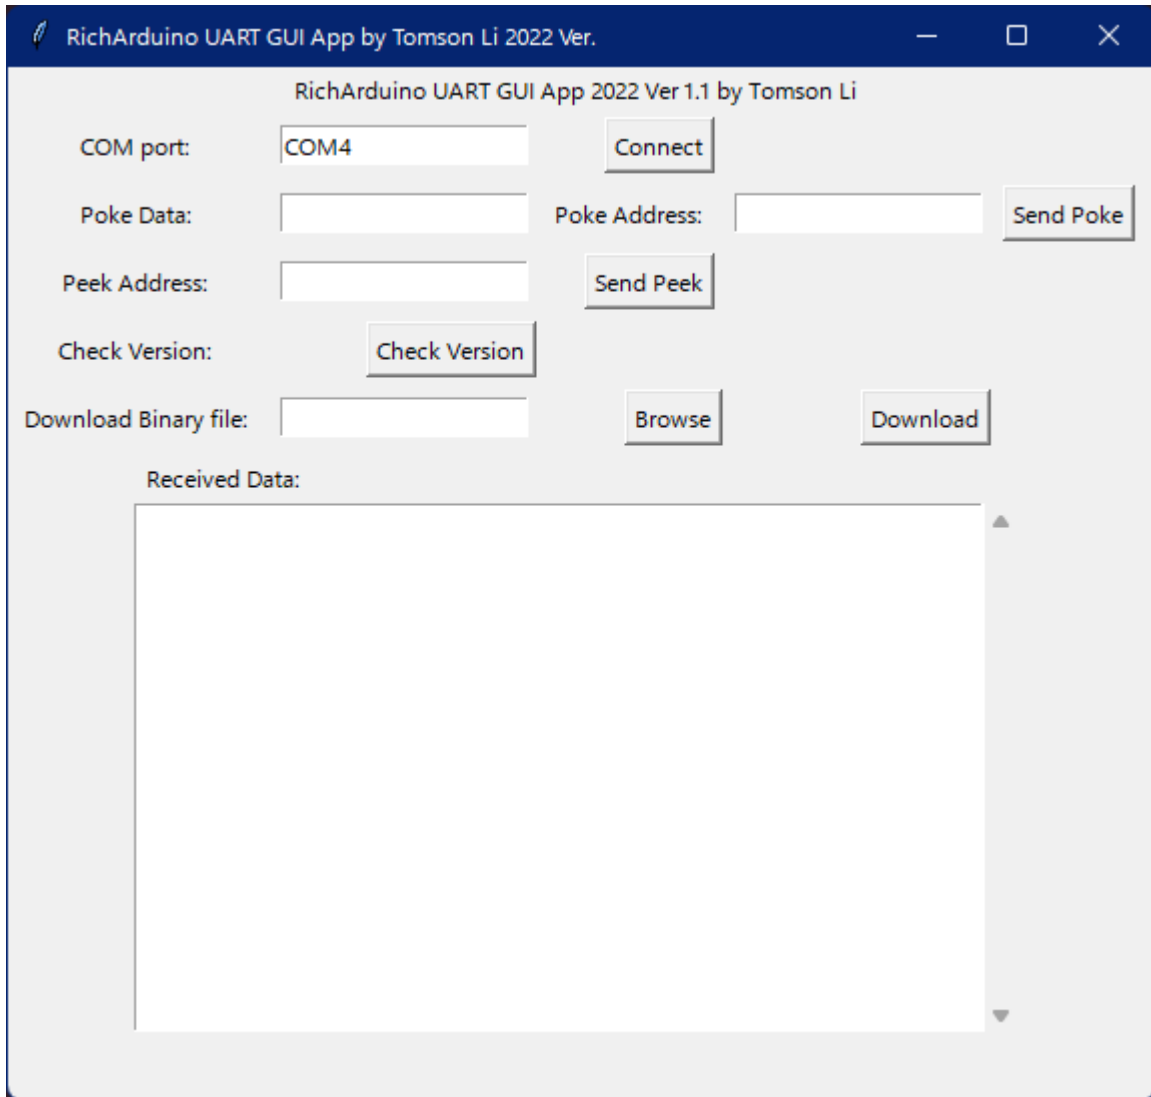 RichArduino UART GUI App by Tomson Li 2022 Ver.
RichArduino UART GUI App 2022 Ver 1.1 by Tomson Li
COM port: COM4 Connect
Poke Data: Poke Address: Send Poke
Peek Address: Send Peek
Check Version: Check Version
Download Binary file: Browse Download
Received Data: